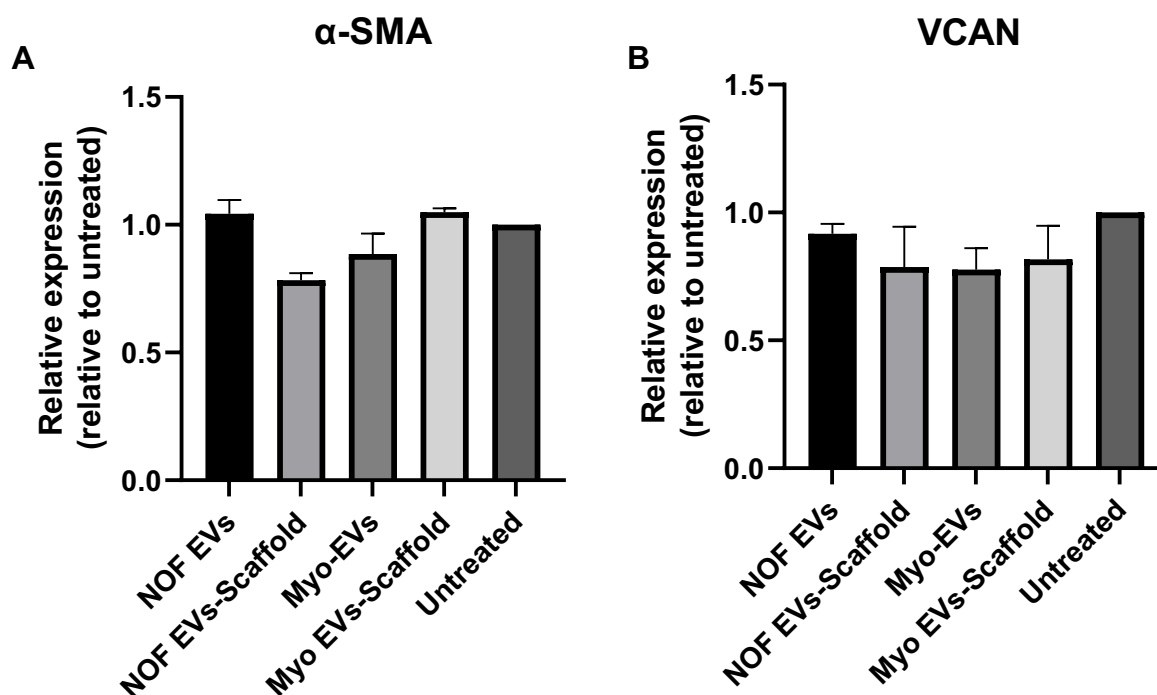 A
α-SMA
Relative expression
(relative to untreated)
1.5
1.0
0.5
0.0
NOF EVs
NOF EVs-Scaffold
Myo-EVs
Myo EVs-Scaffold
Untreated
B
VCAN
Relative expression
(relative to untreated)
1.5
1.0
0.5
0.0
NOF EVs
NOF EVs-Scaffold
Myo-EVs
Myo EVs-Scaffold
Untreated